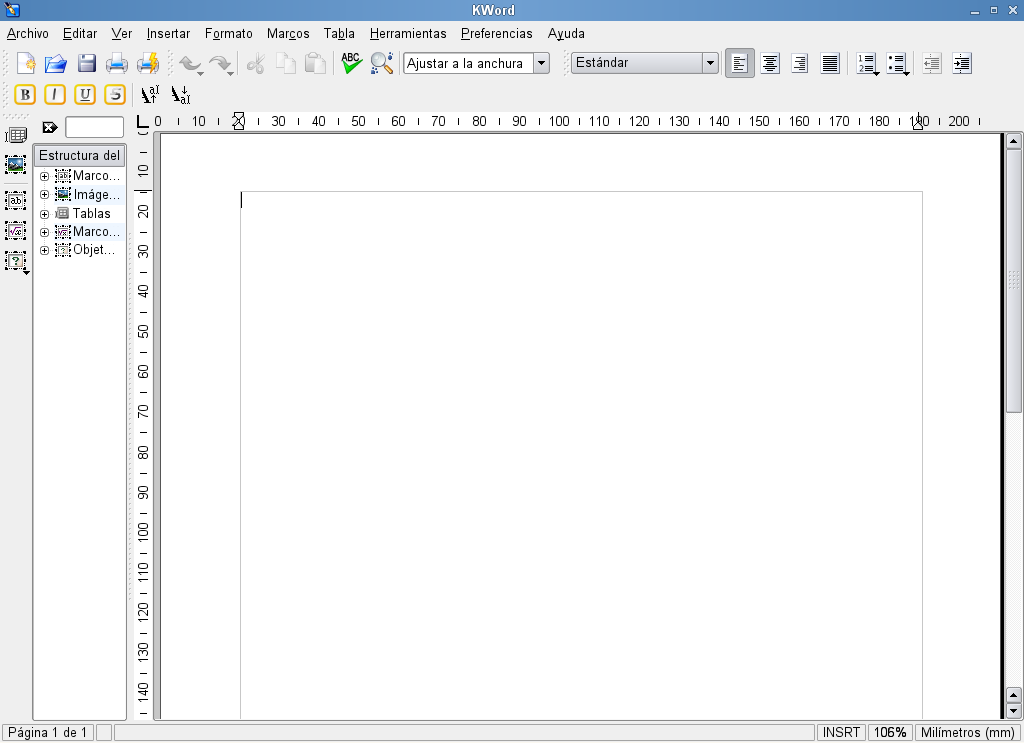 KWord
Archivo Editar Ver Insertar Formato Marcos Tabla Herramientas Preferencias Ayuda
ABC Ajustar a la anchura Estándar
B I U S
0 10 20 30 40 50 60 70 80 90 100 110 120 130 140 150 160 170 180 190 200
Estructura del
Marco...
Imáge...
Tablas
Marco...
Objet...
10
20
30
40
50
60
70
80
90
100
110
120
130
140
Página 1 de 1 INSRT 106% Milímetros (mm)